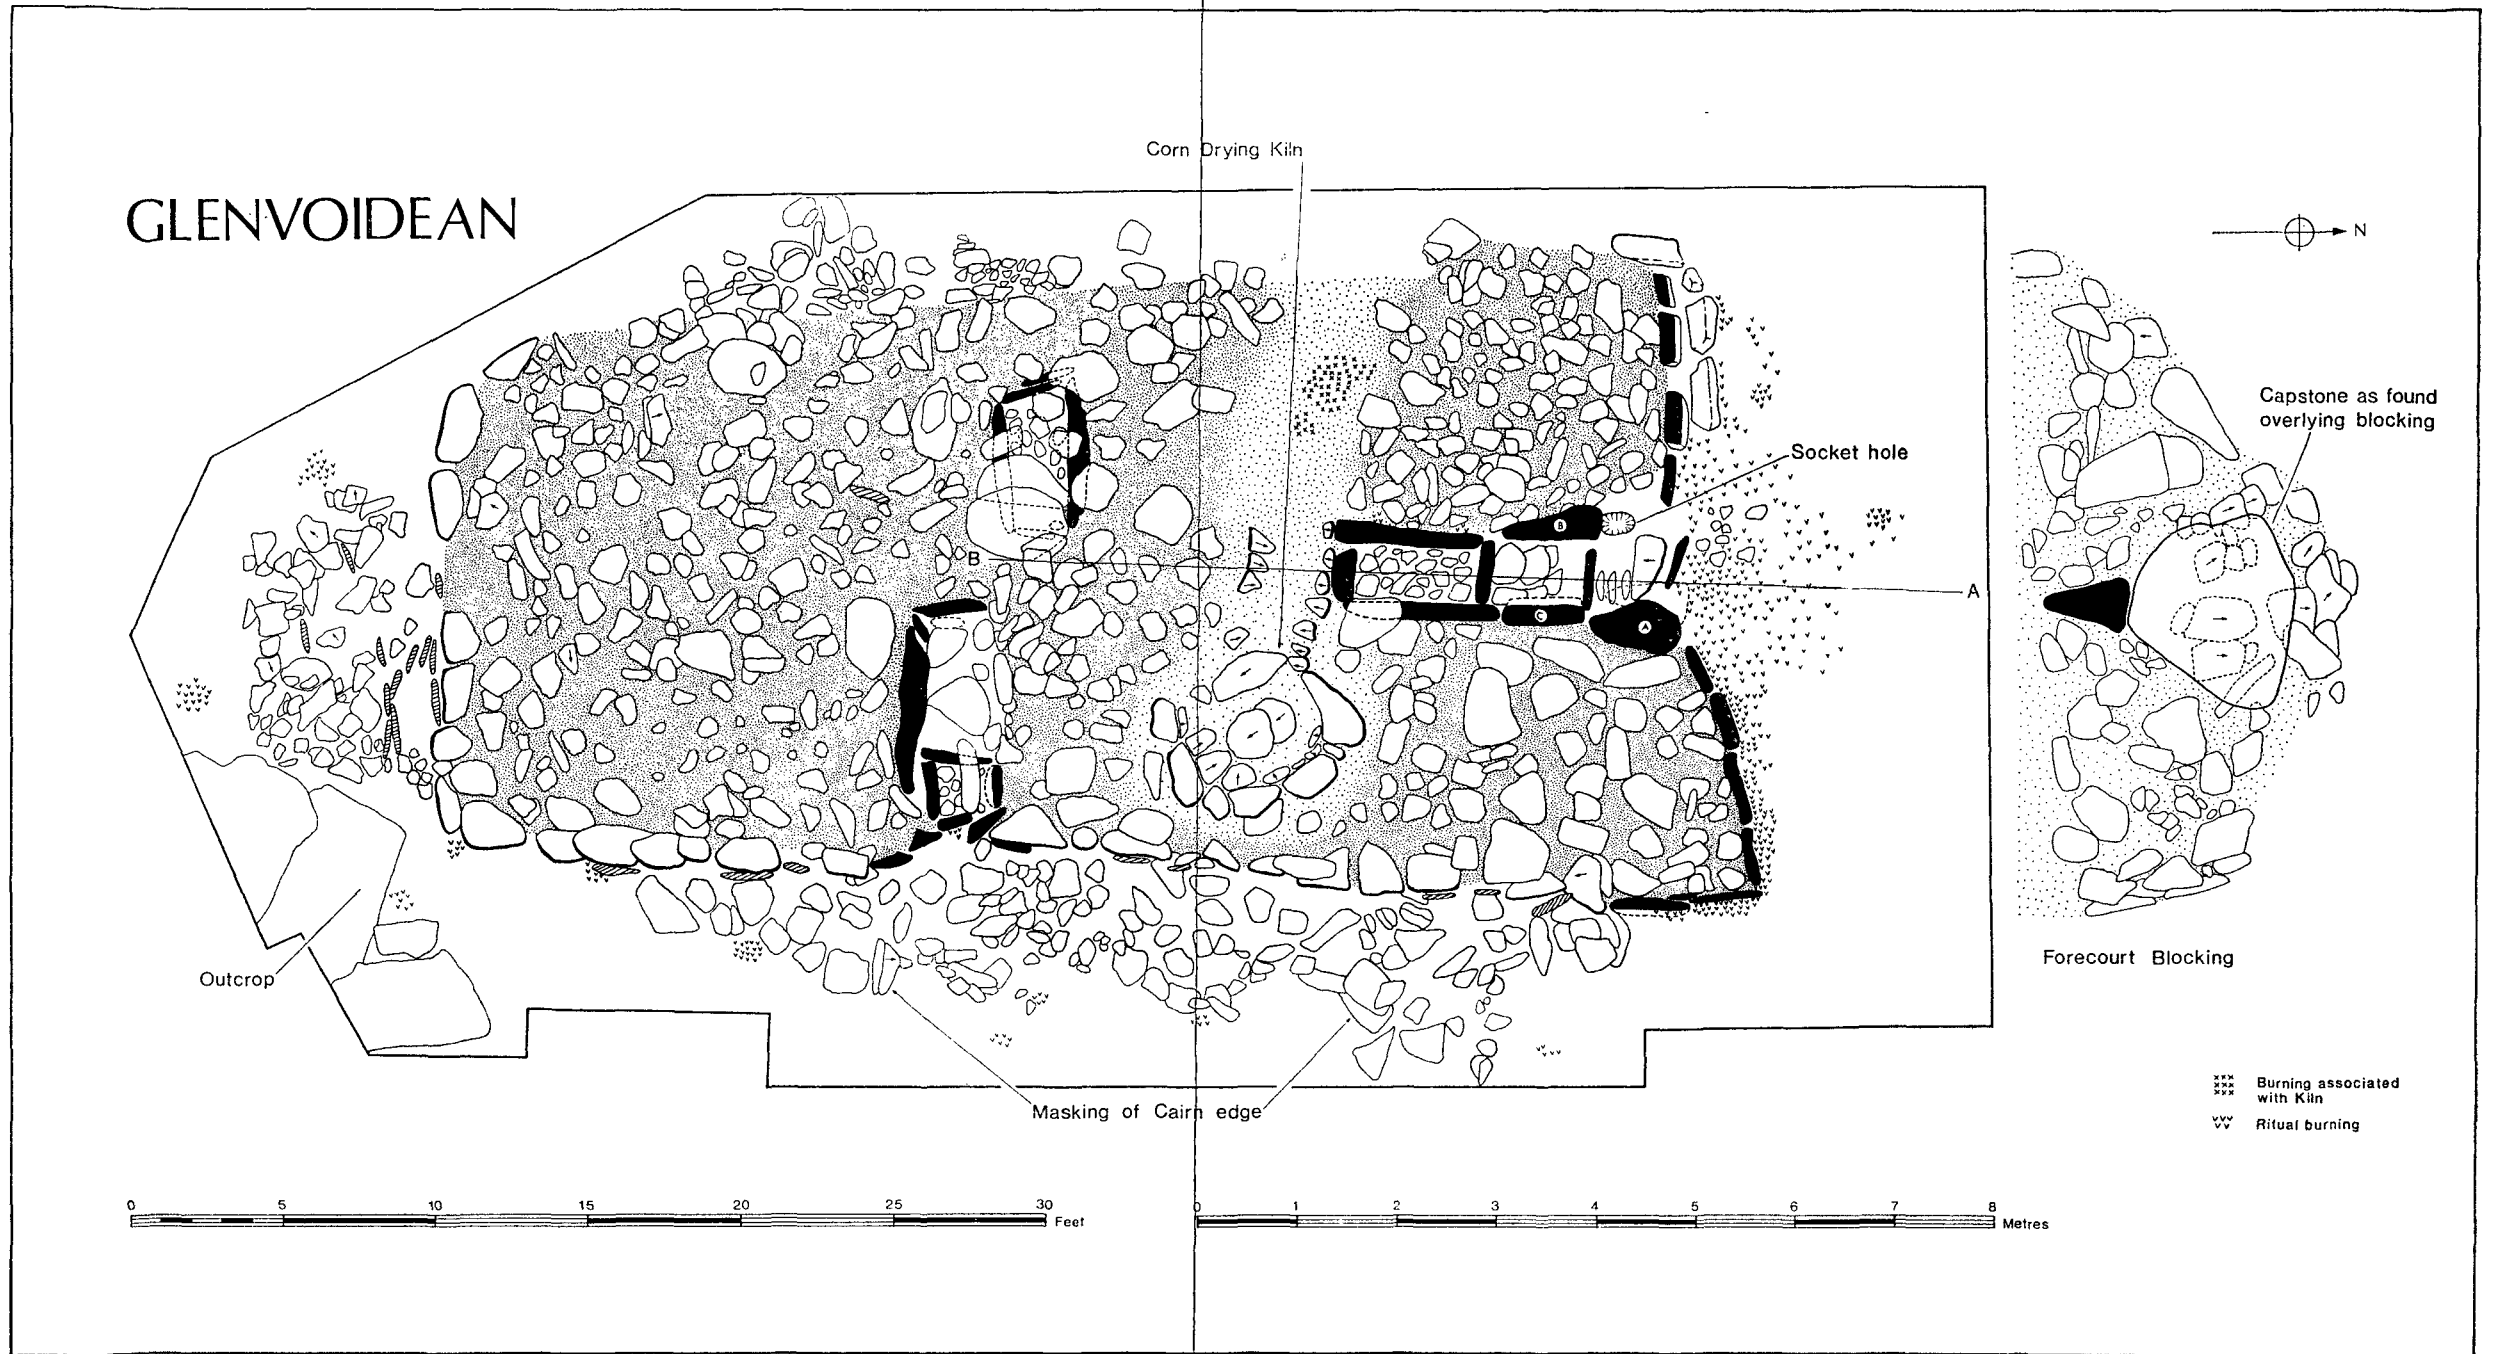 Corn Drying Kiln
GLENVOIDEAN
N
Capstone as found
overlying blocking
Socket hole
B
B
A
C
A
Outcrop
Forecourt Blocking
Masking of Cairn edge
Burning associated
with Kiln
Ritual burning
0 5 10 15 20 25 30 Feet
0 1 2 3 4 5 6 7 8 Metres